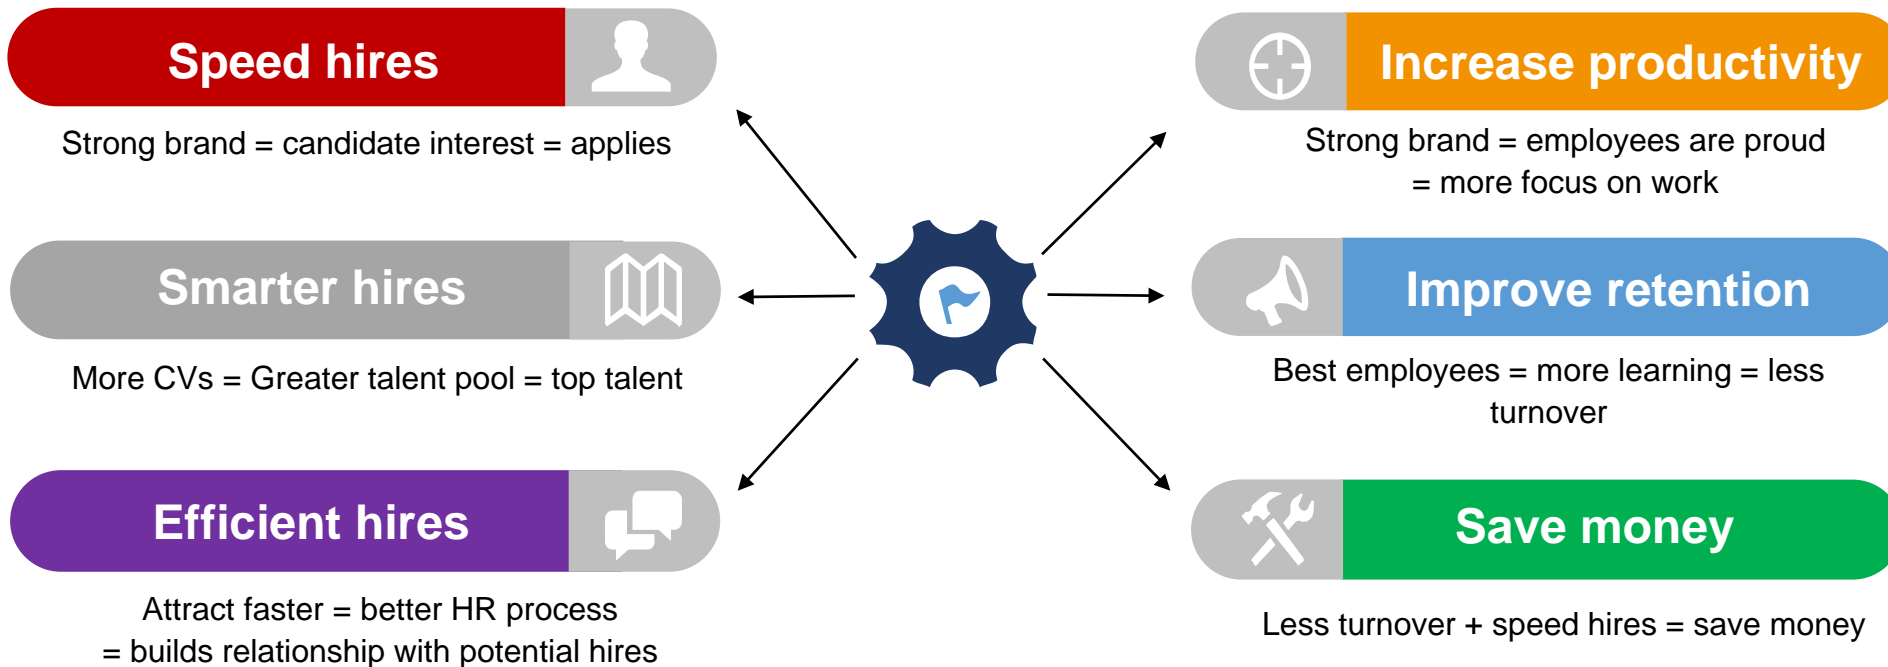 Speed hires
Strong brand = candidate interest = applies
Smarter hires
More CVs = Greater talent pool = top talent
Efficient hires
Attract faster = better HR process
= builds relationship with potential hires
Increase productivity
Strong brand = employees are proud
= more focus on work
Improve retention
Best employees = more learning = less
turnover
Save money
Less turnover + speed hires = save money